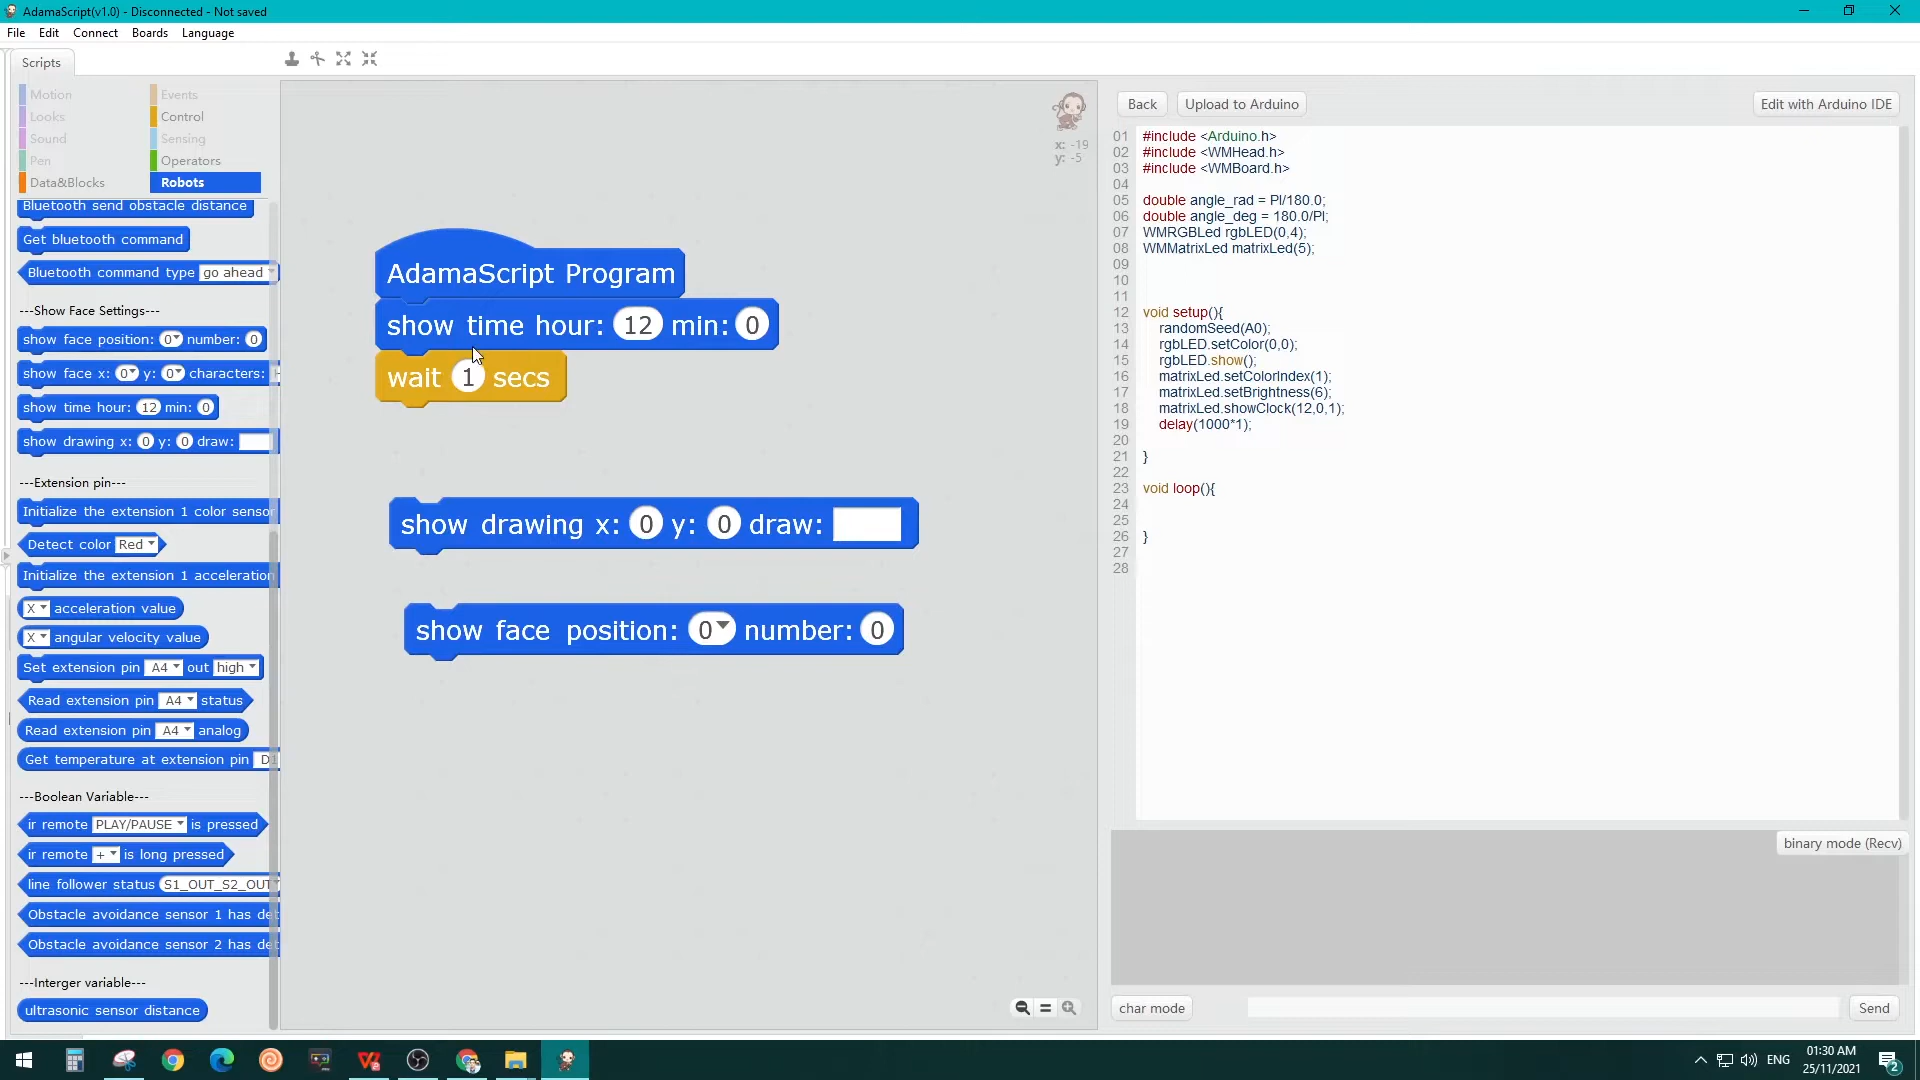 AdamaScript(v1.0) - Disconnected - Not saved
File Edit Connect Boards Language
Scripts
Motion Events
Looks Control
Sound Sensing
Pen Operators
Data&Blocks Robots
Bluetooth send obstacle distance
Get bluetooth command
Bluetooth command type go ahead
---Show Face Settings---
show face position: 0 number: 0
show face x: 0 y: 0 characters:
show time hour: 12 min: 0
show drawing x: 0 y: 0 draw:
---Extension pin---
Initialize the extension 1 color sensor
Detect color Red
Initialize the extension 1 acceleration
X acceleration value
X angular velocity value
Set extension pin A4 out high
Read extension pin A4 status
Read extension pin A4 analog
Get temperature at extension pin
---Boolean Variable---
ir remote PLAY/PAUSE is pressed
ir remote + is long pressed
line follower status S1_OUT_S2_OUT
Obstacle avoidance sensor 1 has det
Obstacle avoidance sensor 2 has det
---Interger variable---
ultrasonic sensor distance
x: -19
y: -5
AdamaScript Program
show time hour: 12 min: 0
wait 1 secs
show drawing x: 0 y: 0 draw:
show face position: 0 number: 0
Back Upload to Arduino Edit with Arduino IDE
01 #include <Arduino.h>
02 #include <WMHead.h>
03 #include <WMBoard.h>
04
05 double angle_rad = PI/180.0;
06 double angle_deg = 180.0/PI;
07 WMRGBLed rgbLED(0,4);
08 WMMatrixLed matrixLed(5);
09
10
11
12 void setup(){
13 randomSeed(A0);
14 rgbLED.setColor(0,0);
15 rgbLED.show();
16 matrixLed.setColorIndex(1);
17 matrixLed.setBrightness(6);
18 matrixLed.showClock(12,0,1);
19 delay(1000*1);
20
21 }
22
23 void loop(){
24
25
26 }
27
28
binary mode (Recv)
char mode Send
ENG
01:30 AM
25/11/2021
2